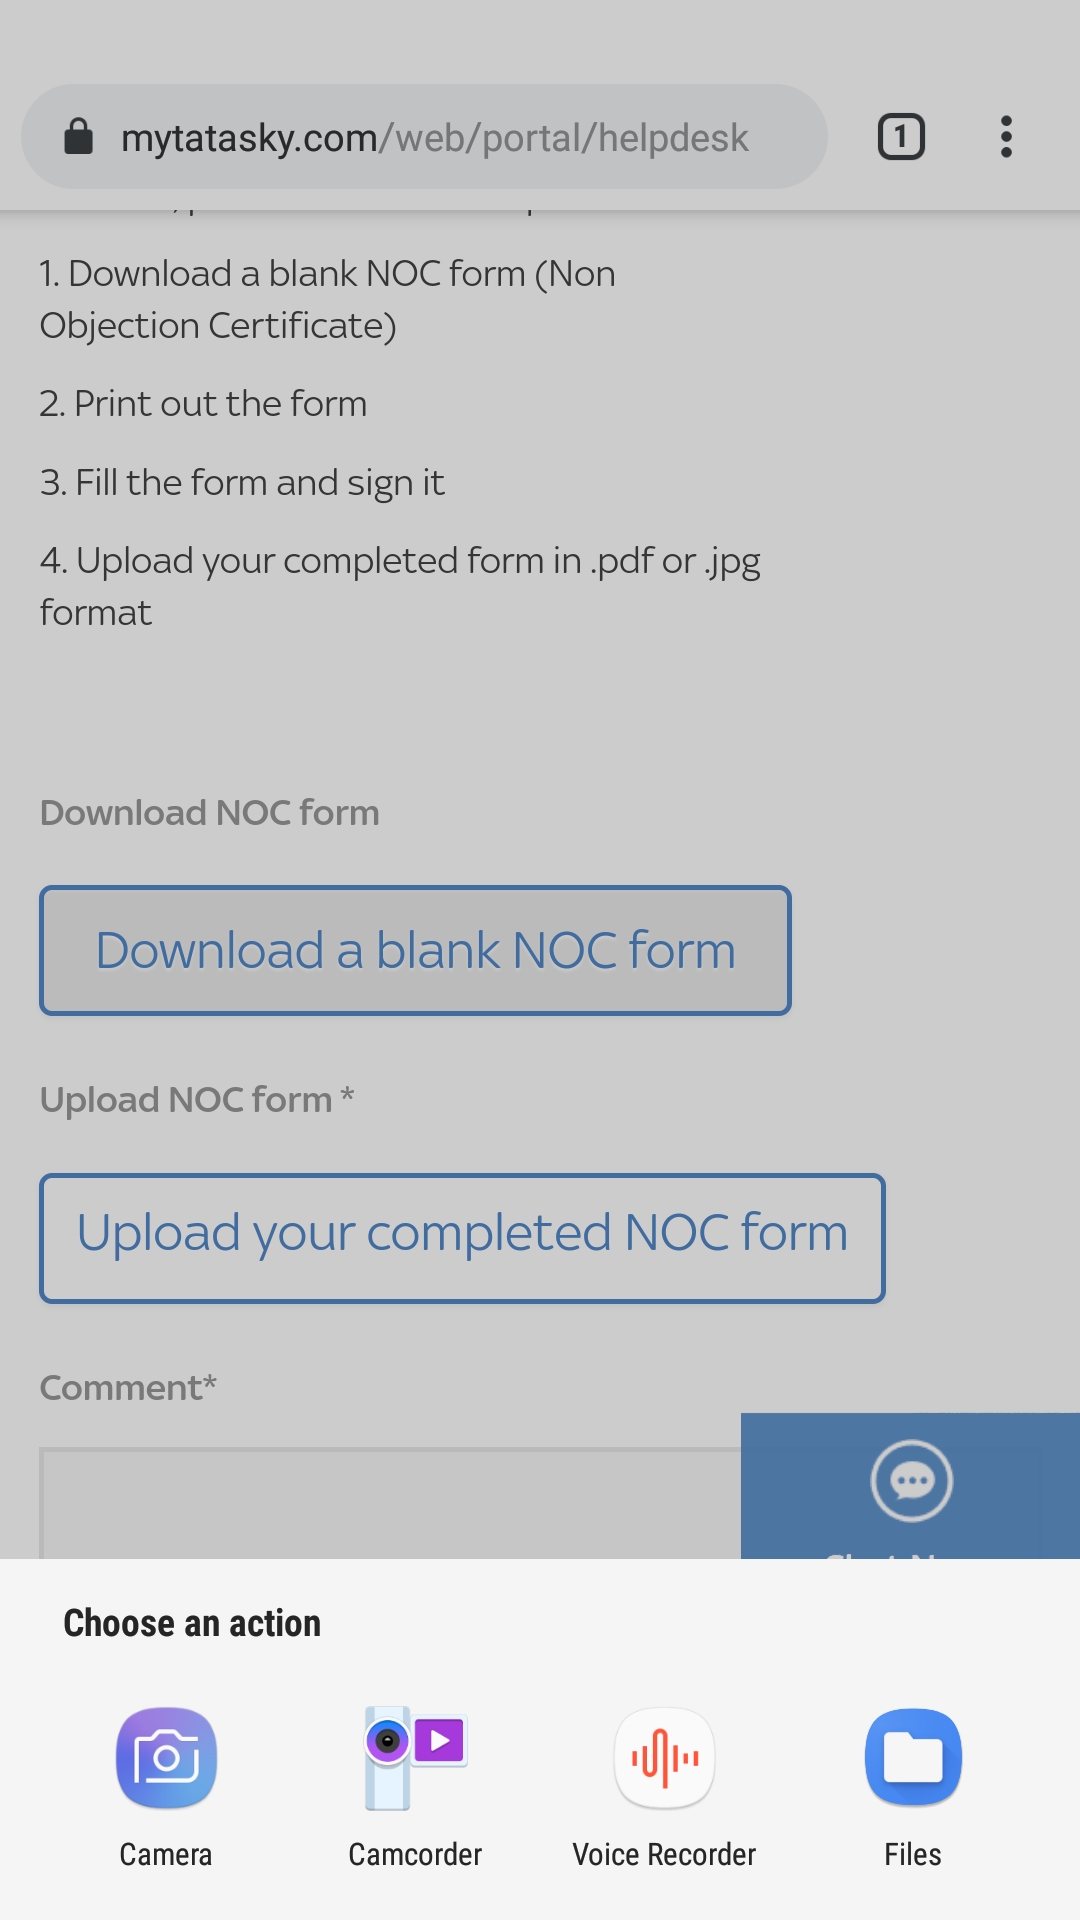 mytatasky.com/web/portal/helpdesk
1
1. Download a blank NOC form (Non
Objection Certificate)
2. Print out the form
3. Fill the form and sign it
4. Upload your completed form in .pdf or .jpg
format
Download NOC form
Download a blank NOC form
Upload NOC form *
Upload your completed NOC form
Comment*
Choose an action
Camera
Camcorder
Voice Recorder
Files